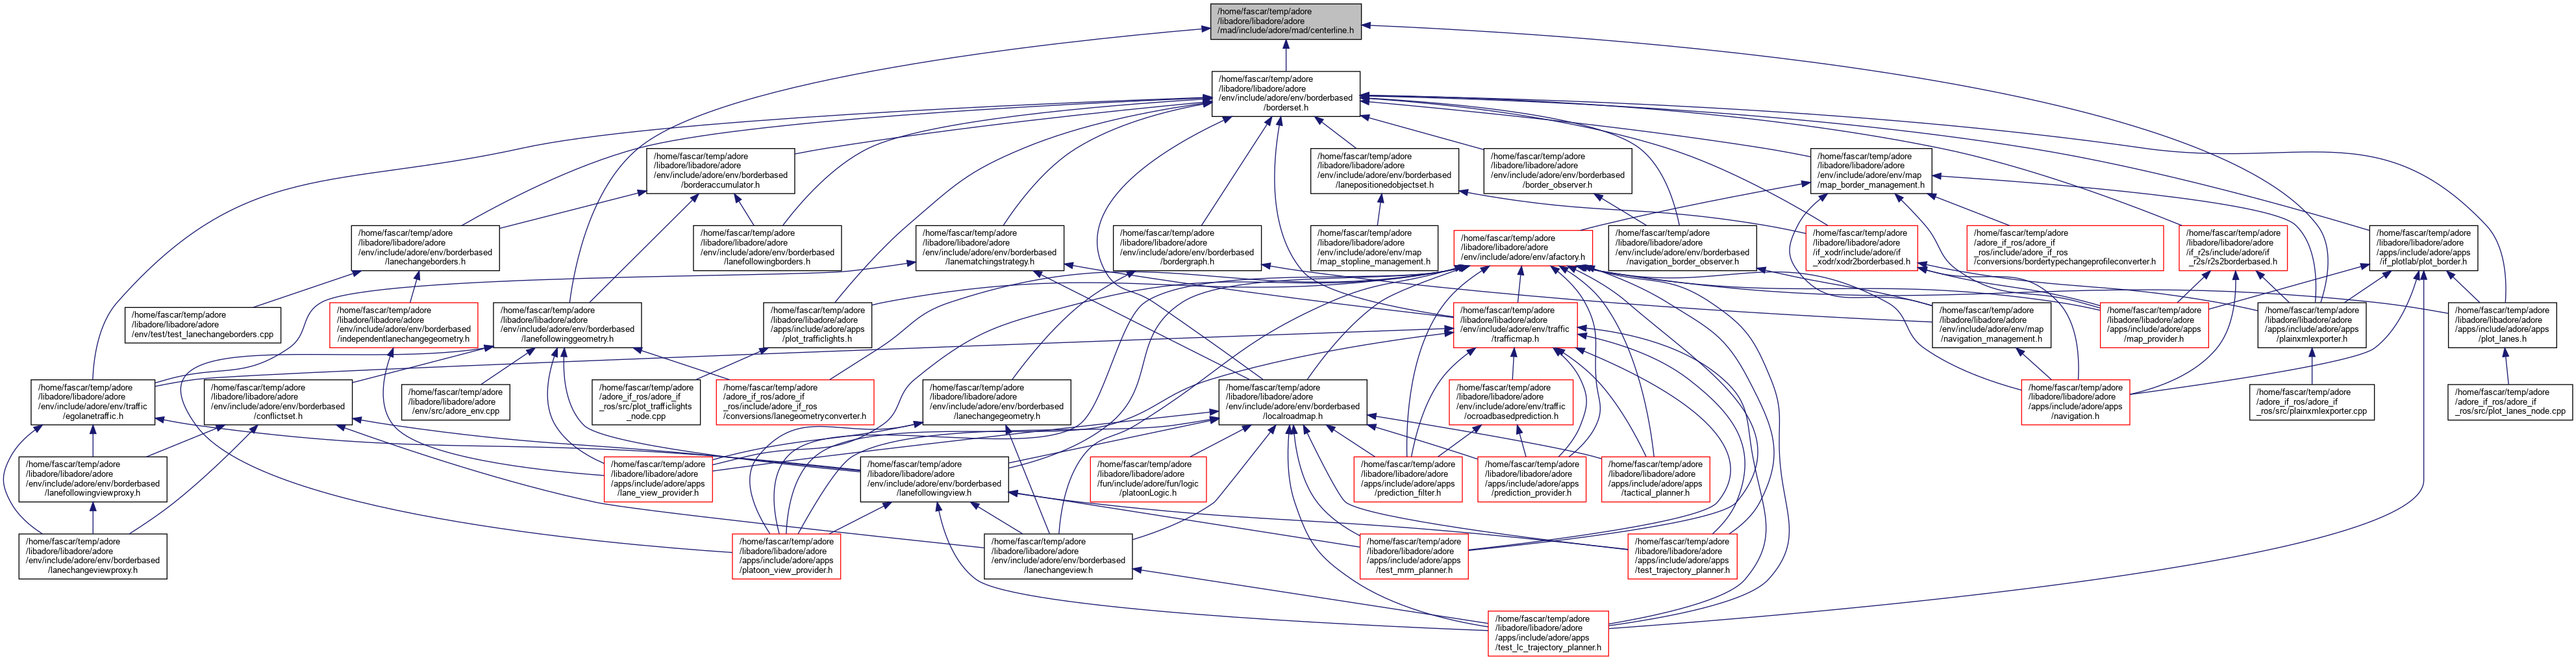 /home/fascar/temp/adore
/libadore/libadore/adore
/mad/include/adore/mad/centerline.h
/home/fascar/temp/adore
/libadore/libadore/adore
/env/include/adore/env/borderbased
/borderset.h
/home/fascar/temp/adore
/libadore/libadore/adore
/env/include/adore/env/borderbased
/borderaccumulator.h
/home/fascar/temp/adore
/libadore/libadore/adore
/env/include/adore/env/borderbased
/lanepositionedobjectset.h
/home/fascar/temp/adore
/libadore/libadore/adore
/env/include/adore/env/borderbased
/border_observer.h
/home/fascar/temp/adore
/libadore/libadore/adore
/env/include/adore/env/map
/map_border_management.h
/home/fascar/temp/adore
/libadore/libadore/adore
/env/include/adore/env/borderbased
/lanechangeborders.h
/home/fascar/temp/adore
/libadore/libadore/adore
/env/include/adore/env/borderbased
/lanefollowingborders.h
/home/fascar/temp/adore
/libadore/libadore/adore
/env/include/adore/env/borderbased
/lanematchingstrategy.h
/home/fascar/temp/adore
/libadore/libadore/adore
/env/include/adore/env/borderbased
/bordergraph.h
/home/fascar/temp/adore
/libadore/libadore/adore
/env/include/adore/env/map
/map_stopline_management.h
/home/fascar/temp/adore
/libadore/libadore/adore
/env/include/adore/env/afactory.h
/home/fascar/temp/adore
/libadore/libadore/adore
/env/include/adore/env/borderbased
/navigation_border_observer.h
/home/fascar/temp/adore
/libadore/libadore/adore
/if_xodr/include/adore/if
_xodr/xodr2borderbased.h
/home/fascar/temp/adore
/adore_if_ros/adore_if
_ros/include/adore_if_ros
/conversions/bordertypechangeprofileconverter.h
/home/fascar/temp/adore
/libadore/libadore/adore
/if_r2s/include/adore/if
_r2s/r2s2borderbased.h
/home/fascar/temp/adore
/libadore/libadore/adore
/apps/include/adore/apps
/if_plotlab/plot_border.h
/home/fascar/temp/adore
/libadore/libadore/adore
/env/test/test_lanechangeborders.cpp
/home/fascar/temp/adore
/libadore/libadore/adore
/env/include/adore/env/borderbased
/independentlanechangegeometry.h
/home/fascar/temp/adore
/libadore/libadore/adore
/env/include/adore/env/borderbased
/lanefollowinggeometry.h
/home/fascar/temp/adore
/libadore/libadore/adore
/apps/include/adore/apps
/plot_trafficlights.h
/home/fascar/temp/adore
/libadore/libadore/adore
/env/include/adore/env/traffic
/trafficmap.h
/home/fascar/temp/adore
/libadore/libadore/adore
/env/include/adore/env/map
/navigation_management.h
/home/fascar/temp/adore
/libadore/libadore/adore
/apps/include/adore/apps
/map_provider.h
/home/fascar/temp/adore
/libadore/libadore/adore
/apps/include/adore/apps
/plainxmlexporter.h
/home/fascar/temp/adore
/libadore/libadore/adore
/apps/include/adore/apps
/plot_lanes.h
/home/fascar/temp/adore
/libadore/libadore/adore
/env/include/adore/env/traffic
/egolanetraffic.h
/home/fascar/temp/adore
/libadore/libadore/adore
/env/include/adore/env/borderbased
/conflictset.h
/home/fascar/temp/adore
/libadore/libadore/adore
/env/src/adore_env.cpp
/home/fascar/temp/adore
/adore_if_ros/adore_if
_ros/src/plot_trafficlights
_node.cpp
/home/fascar/temp/adore
/adore_if_ros/adore_if
_ros/include/adore_if_ros
/conversions/lanegeometryconverter.h
/home/fascar/temp/adore
/libadore/libadore/adore
/env/include/adore/env/borderbased
/lanechangegeometry.h
/home/fascar/temp/adore
/libadore/libadore/adore
/env/include/adore/env/borderbased
/localroadmap.h
/home/fascar/temp/adore
/libadore/libadore/adore
/env/include/adore/env/traffic
/ocroadbasedprediction.h
/home/fascar/temp/adore
/libadore/libadore/adore
/apps/include/adore/apps
/navigation.h
/home/fascar/temp/adore
/adore_if_ros/adore_if
_ros/src/plainxmlexporter.cpp
/home/fascar/temp/adore
/adore_if_ros/adore_if
_ros/src/plot_lanes_node.cpp
/home/fascar/temp/adore
/libadore/libadore/adore
/env/include/adore/env/borderbased
/lanefollowingviewproxy.h
/home/fascar/temp/adore
/libadore/libadore/adore
/apps/include/adore/apps
/lane_view_provider.h
/home/fascar/temp/adore
/libadore/libadore/adore
/env/include/adore/env/borderbased
/lanefollowingview.h
/home/fascar/temp/adore
/libadore/libadore/adore
/fun/include/adore/fun/logic
/platoonLogic.h
/home/fascar/temp/adore
/libadore/libadore/adore
/apps/include/adore/apps
/prediction_filter.h
/home/fascar/temp/adore
/libadore/libadore/adore
/apps/include/adore/apps
/prediction_provider.h
/home/fascar/temp/adore
/libadore/libadore/adore
/apps/include/adore/apps
/tactical_planner.h
/home/fascar/temp/adore
/libadore/libadore/adore
/env/include/adore/env/borderbased
/lanechangeviewproxy.h
/home/fascar/temp/adore
/libadore/libadore/adore
/apps/include/adore/apps
/platoon_view_provider.h
/home/fascar/temp/adore
/libadore/libadore/adore
/env/include/adore/env/borderbased
/lanechangeview.h
/home/fascar/temp/adore
/libadore/libadore/adore
/apps/include/adore/apps
/test_mrm_planner.h
/home/fascar/temp/adore
/libadore/libadore/adore
/apps/include/adore/apps
/test_trajectory_planner.h
/home/fascar/temp/adore
/libadore/libadore/adore
/apps/include/adore/apps
/test_lc_trajectory_planner.h